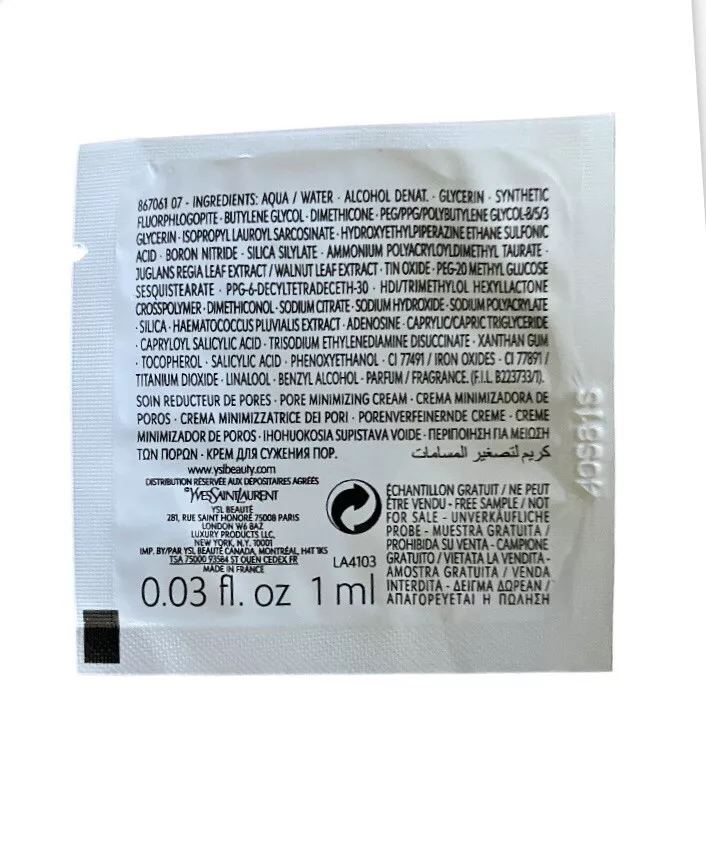 867061 07 - INGREDIENTS: AQUA / WATER · ALCOHOL DENAT. · GLYCERIN · SYNTHETIC
FLUORPHLOGOPITE · BUTYLENE GLYCOL · DIMETHICONE · PEG/PPG/POLYBUTYLENE GLYCOL-8/5/3
GLYCERIN · ISOPROPYL LAUROYL SARCOSINATE · HYDROXYETHYLPIPERAZINE ETHANE SULFONIC
ACID · BORON NITRIDE · SILICA SILYLATE · AMMONIUM POLYACRYLOYLDIMETHYL TAURATE ·
JUGLANS REGIA LEAF EXTRACT / WALNUT LEAF EXTRACT · TIN OXIDE · PEG-20 METHYL GLUCOSE
SESQUISTEARATE · PPG-6-DECYLTETRADECETH-30 · HDI/TRIMETHYLOL HEXYLLACTONE
CROSSPOLYMER · DIMETHICONOL · SODIUM CITRATE · SODIUM HYDROXIDE · SODIUM POLYACRYLATE
· SILICA · HAEMATOCOCCUS PLUVIALIS EXTRACT · ADENOSINE · CAPRYLIC/CAPRIC TRIGLYCERIDE
· CAPRYLOYL SALICYLIC ACID · TRISODIUM ETHYLENEDIAMINE DISUCCINATE · XANTHAN GUM
· TOCOPHEROL · SALICYLIC ACID · PHENOXYETHANOL · CI 77491 / IRON OXIDES · CI 77891 /
TITANIUM DIOXIDE · LINALOOL · BENZYL ALCOHOL · PARFUM / FRAGRANCE. (F.I.L. B223733/1).
SOIN REDUCTEUR DE PORES · PORE MINIMIZING CREAM · CREMA MINIMIZADORA DE
POROS · CREMA MINIMIZZATRICE DEI PORI · PORENVERFEINERNDE CREME · CREME
MINIMIZADOR DE POROS · IHOHUOKOSIA SUPISTAVA VOIDE · ΠΕΡΙΠΟΙΗΣΗ ΓΙΑ ΜΕΙΩΣΗ
ΤΩΝ ΠΟΡΩΝ · КРЕМ ДЛЯ СУЖЕНИЯ ПОР. كريم لتصغير المسامات
www.yslbeauty.com
DISTRIBUTION RÉSERVÉE AUX DÉPOSITAIRES AGRÉÉS
©YVESSAINTLAURENT
YSL BEAUTÉ
281, RUE SAINT HONORÉ 75008 PARIS
LONDON W6 8AZ
LUXURY PRODUCTS LLC,
NEW YORK, N.Y. 10001
IMP. BY/PAR YSL BEAUTÉ CANADA, MONTRÉAL, H4T 1K5
TSA 75000 93584 ST OUEN CEDEX FR
MADE IN FRANCE
LA4103
0.03 fl. oz 1 ml
ÉCHANTILLON GRATUIT / NE PEUT
ÊTRE VENDU - FREE SAMPLE / NOT
FOR SALE - UNVERKÄUFLICHE
PROBE - MUESTRA GRATUITA /
PROHIBIDA SU VENTA - CAMPIONE
GRATUITO / VIETATA LA VENDITA -
AMOSTRA GRATUITA / VENDA
INTERDITA - ΔΕΙΓΜΑ ΔΩΡΕΑΝ /
ΑΠΑΓΟΡΕΥΕΤΑΙ Η ΠΩΛΗΣΗ